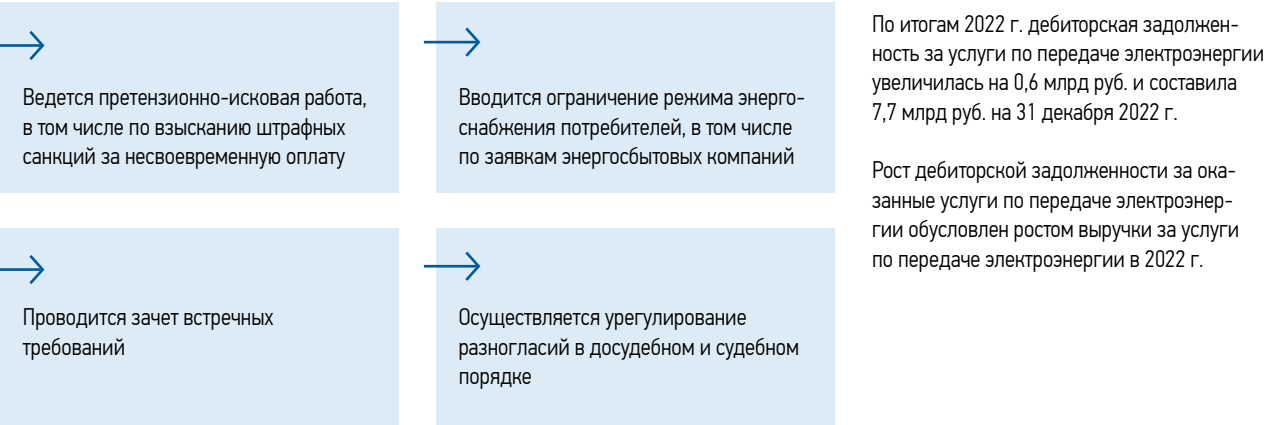 Ведется претензионно-исковая работа,
в том числе по взысканию штрафных
санкций за несвоевременную оплату
Вводится ограничение режима энерго-
снабжения потребителей, в том числе
по заявкам энергосбытовых компаний
Проводится зачет встречных
требований
Осуществляется урегулирование
разногласий в досудебном и судебном
порядке
По итогам 2022 г. дебиторская задолжен-
ность за услуги по передаче электроэнергии
увеличилась на 0,6 млрд руб. и составила
7,7 млрд руб. на 31 декабря 2022 г.
Рост дебиторской задолженности за ока-
занные услуги по передаче электроэнер-
гии обусловлен ростом выручки за услуги
по передаче электроэнергии в 2022 г.